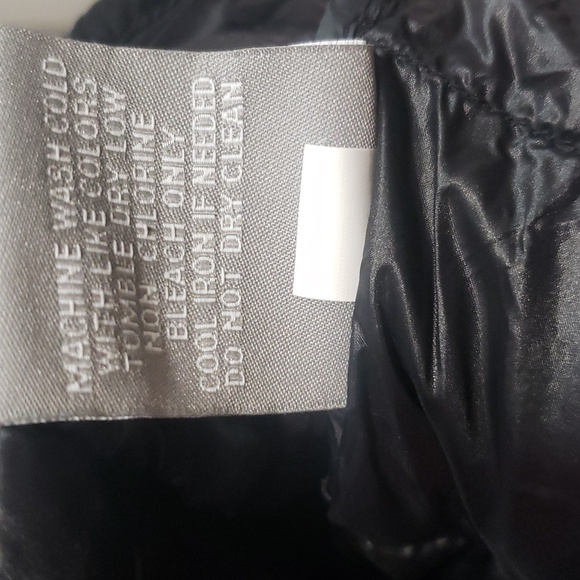 MACHINE WASH COLD
WITH LIKE COLORS
TUMBLE DRY LOW
NON CHLORINE
BLEACH ONLY
COOL IRON IF NEEDED
DO NOT DRY CLEAN